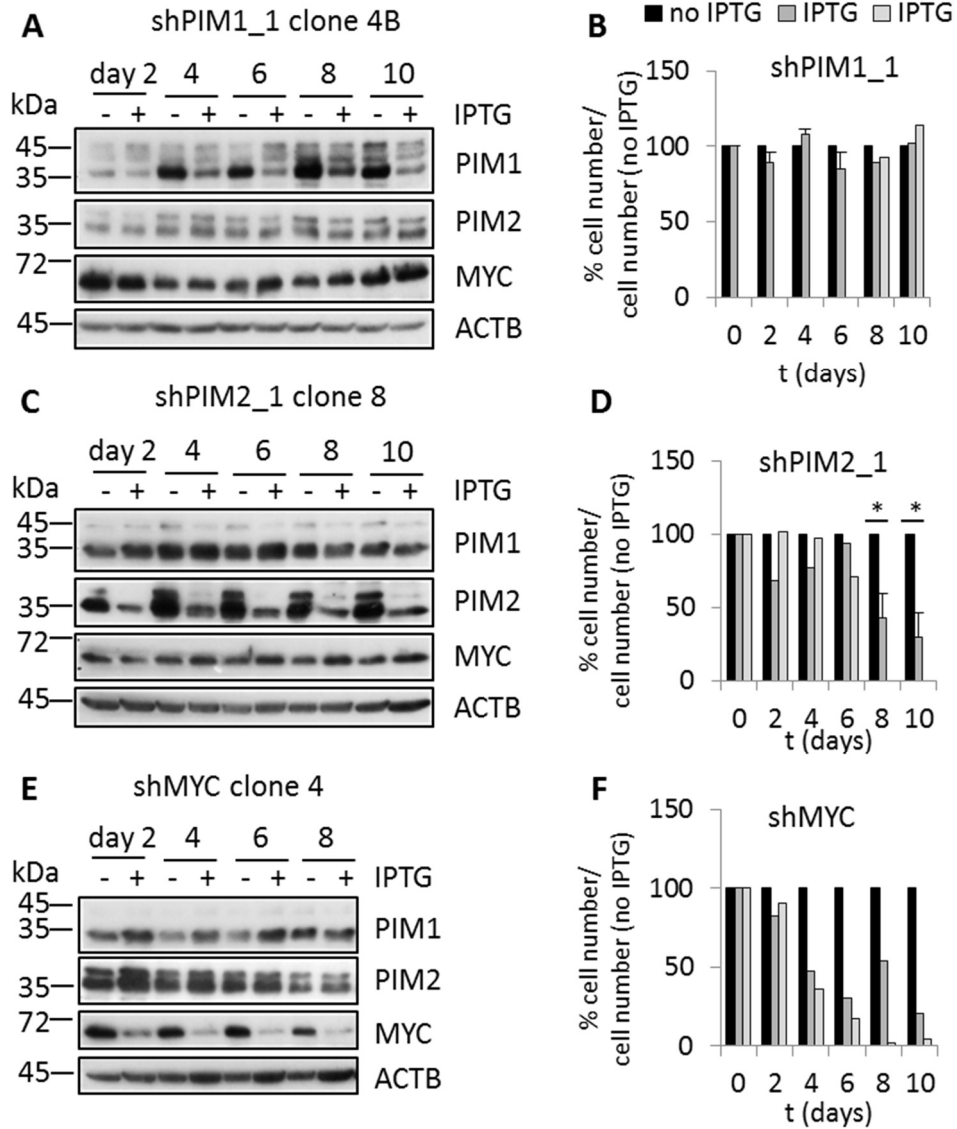 A
shPIM1_1 clone 4B
day 2 4 6 8 10
kDa - + - + - + - + - + IPTG
45
35
PIM1
35
PIM2
72
MYC
45
ACTB
■ no IPTG ■ IPTG □ IPTG
B
shPIM1_1
150
100
50
0
% cell number/
cell number (no IPTG)
0 2 4 6 8 10
t (days)
C
shPIM2_1 clone 8
day 2 4 6 8 10
kDa - + - + - + - + - + IPTG
45
35
PIM1
35
PIM2
72
MYC
45
ACTB
D
shPIM2_1
150
100
50
0
* *
% cell number/
cell number (no IPTG)
0 2 4 6 8 10
t (days)
E
shMYC clone 4
day 2 4 6 8
kDa - + - + - + - + IPTG
45
35
PIM1
35
PIM2
72
MYC
45
ACTB
F
shMYC
150
100
50
0
% cell number/
cell number (no IPTG)
0 2 4 6 8 10
t (days)